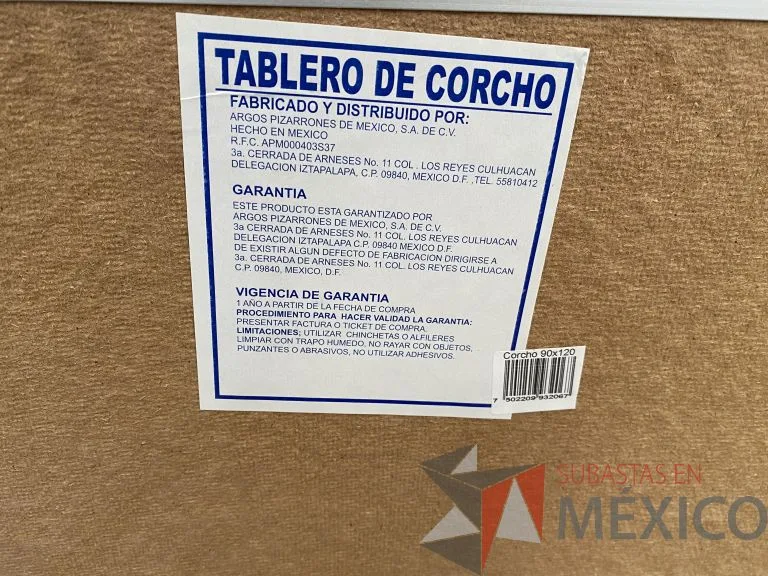 TABLERO DE CORCHO
FABRICADO Y DISTRIBUIDO POR:
ARGOS PIZARRONES DE MEXICO, S.A. DE C.V.
HECHO EN MEXICO
R.F.C. APM000403S37
3a. CERRADA DE ARNESES No. 11 COL . LOS REYES CULHUACAN
DELEGACION IZTAPALAPA, C.P. 09840, MEXICO D.F. ,TEL. 55810412
GARANTIA
ESTE PRODUCTO ESTA GARANTIZADO POR
ARGOS PIZARRONES DE MEXICO, S.A. DE C.V.
3a CERRADA DE ARNESES No. 11 COL. LOS REYES CULHUACAN
DELEGACION IZTAPALAPA C.P. 09840 MEXICO D.F.
DE EXISTIR ALGUN DEFECTO DE FABRICACION DIRIGIRSE A
3a. CERRADA DE ARNESES No. 11 COL. LOS REYES CULHUACAN
C.P. 09840, MEXICO, D.F.
VIGENCIA DE GARANTIA
1 AÑO A PARTIR DE LA FECHA DE COMPRA
PROCEDIMIENTO PARA HACER VALIDAD LA GARANTIA:
PRESENTAR FACTURA O TICKET DE COMPRA.
LIMITACIONES; UTILIZAR CHINCHETAS O ALFILERES
LIMPIAR CON TRAPO HUMEDO, NO RAYAR CON OBJETOS,
PUNZANTES O ABRASIVOS, NO UTILIZAR ADHESIVOS.
Corcho 90x120
7 502209 932067
SUBASTAS EN
MÉXICO